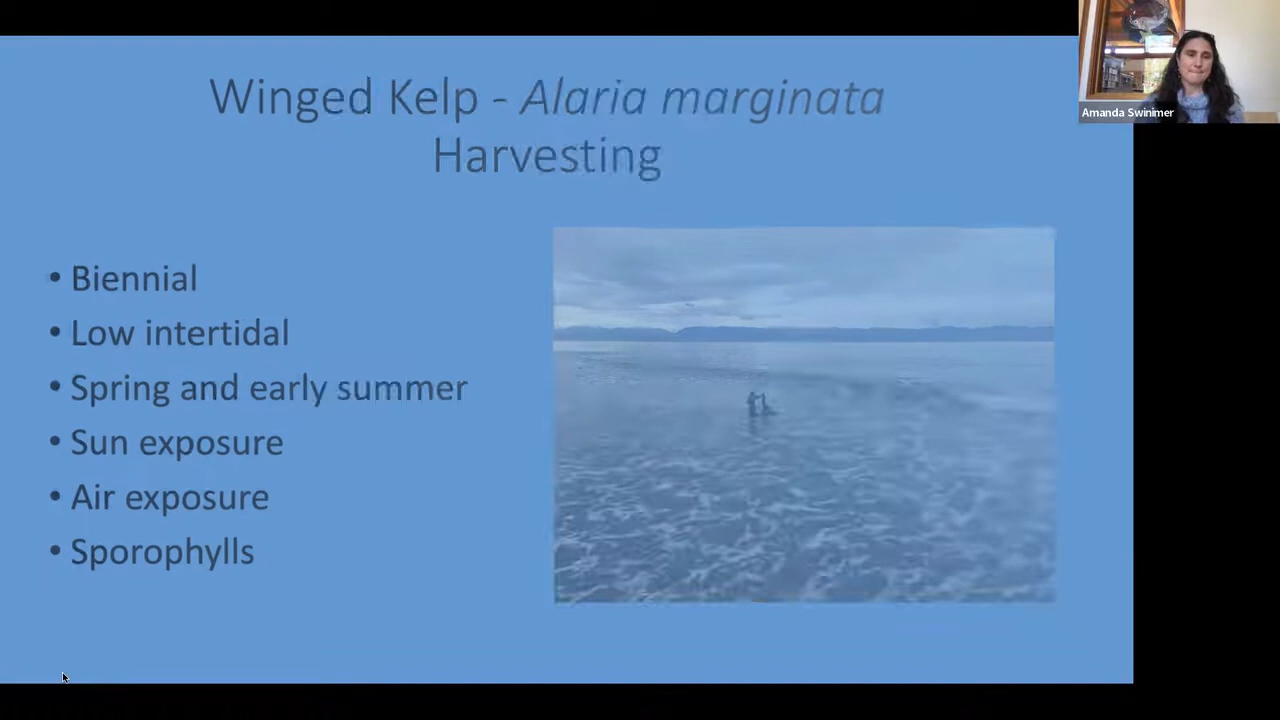 Winged Kelp - Alaria marginata
Harvesting
• Biennial
• Low intertidal
• Spring and early summer
• Sun exposure
• Air exposure
• Sporophylls
Amanda Swinimer